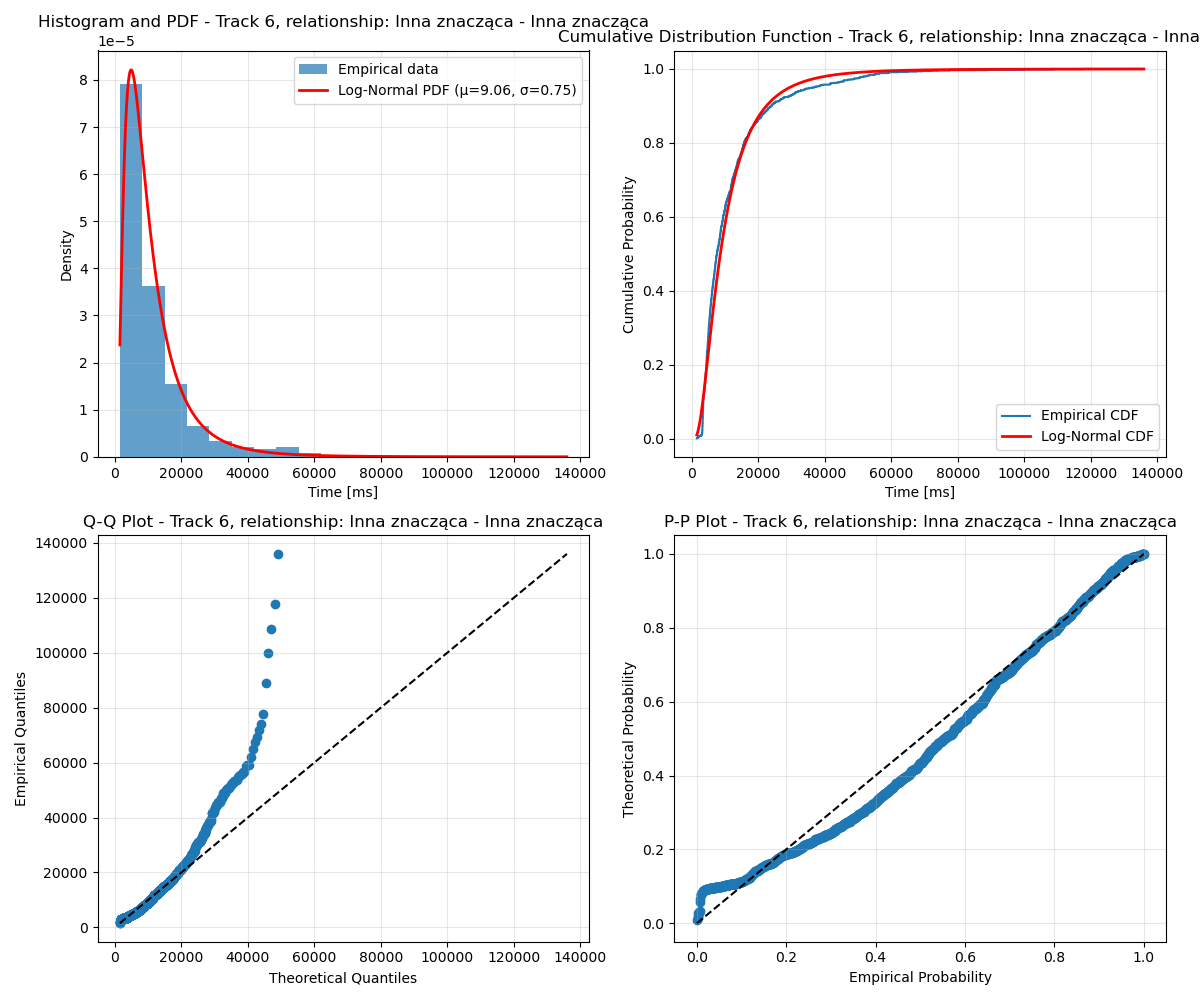 Histogram and PDF - Track 6, relationship: Inna znacząca - Inna znacząca
1e−5
Empirical data
Log-Normal PDF (μ=9.06, σ=0.75)
8
7
6
5
4
3
2
1
0
Density
0 20000 40000 60000 80000 100000 120000 140000
Time [ms]
Cumulative Distribution Function - Track 6, relationship: Inna znacząca - Inna
1.0
0.8
0.6
0.4
0.2
0.0
Cumulative Probability
Empirical CDF
Log-Normal CDF
0 20000 40000 60000 80000 100000 120000 140000
Time [ms]
Q-Q Plot - Track 6, relationship: Inna znacząca - Inna znacząca
140000
120000
100000
80000
60000
40000
20000
0
Empirical Quantiles
0 20000 40000 60000 80000 100000 120000 140000
Theoretical Quantiles
P-P Plot - Track 6, relationship: Inna znacząca - Inna znacząca
1.0
0.8
0.6
0.4
0.2
0.0
Theoretical Probability
0.0 0.2 0.4 0.6 0.8 1.0
Empirical Probability